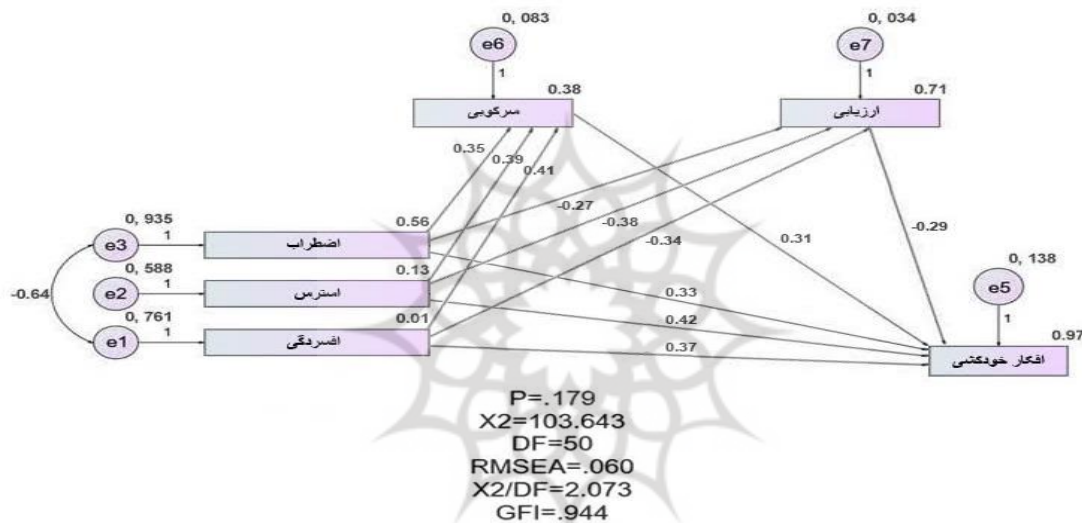 0, 083
e6
1
0.38
سرکوبی
0, 034
e7
1
0.71
ارزیابی
0.35
0.39
0.41
-0.27
-0.38
-0.34
0.31
-0.29
0, 935
e3
1
0.56
اضطراب
0, 588
e2
1
0.13
استرس
0, 761
e1
1
0.01
افسردگی
-0.64
0.33
0.42
0.37
0, 138
e5
1
0.97
افکار خودکشی
P=.179
X2=103.643
DF=50
RMSEA=.060
X2/DF=2.073
GFI=.944